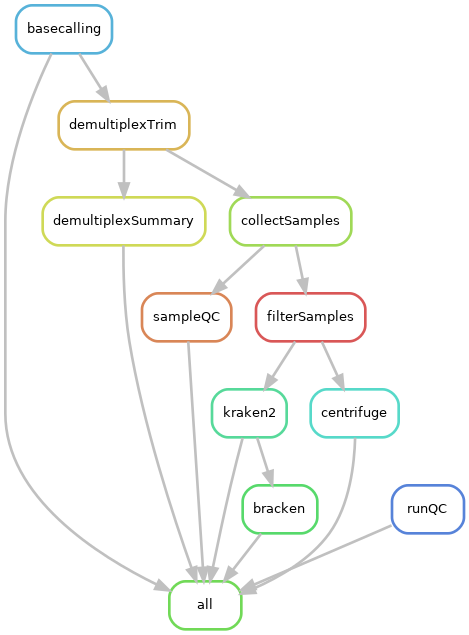 basecalling
demultiplexTrim
demultiplexSummary
collectSamples
sampleQC
filterSamples
kraken2
centrifuge
bracken
runQC
all